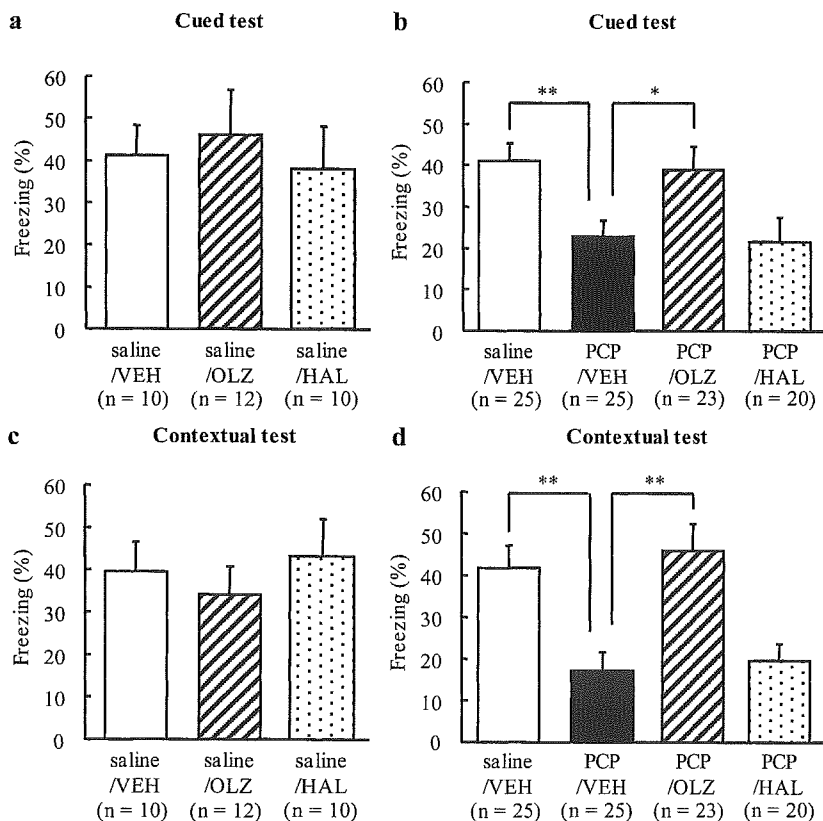 a
Cued test
60
50
40
30
20
10
0
Freezing (%)
saline saline saline
/VEH /OLZ /HAL
(n = 10) (n = 12) (n = 10)
b
Cued test
60
50
40
30
20
10
0
Freezing (%)
** *
saline PCP PCP PCP
/VEH /VEH /OLZ /HAL
(n = 25) (n = 25) (n = 23) (n = 20)
c
Contextual test
60
50
40
30
20
10
0
Freezing (%)
saline saline saline
/VEH /OLZ /HAL
(n = 10) (n = 12) (n = 10)
d
Contextual test
60
50
40
30
20
10
0
Freezing (%)
** **
saline PCP PCP PCP
/VEH /VEH /OLZ /HAL
(n = 25) (n = 25) (n = 23) (n = 20)